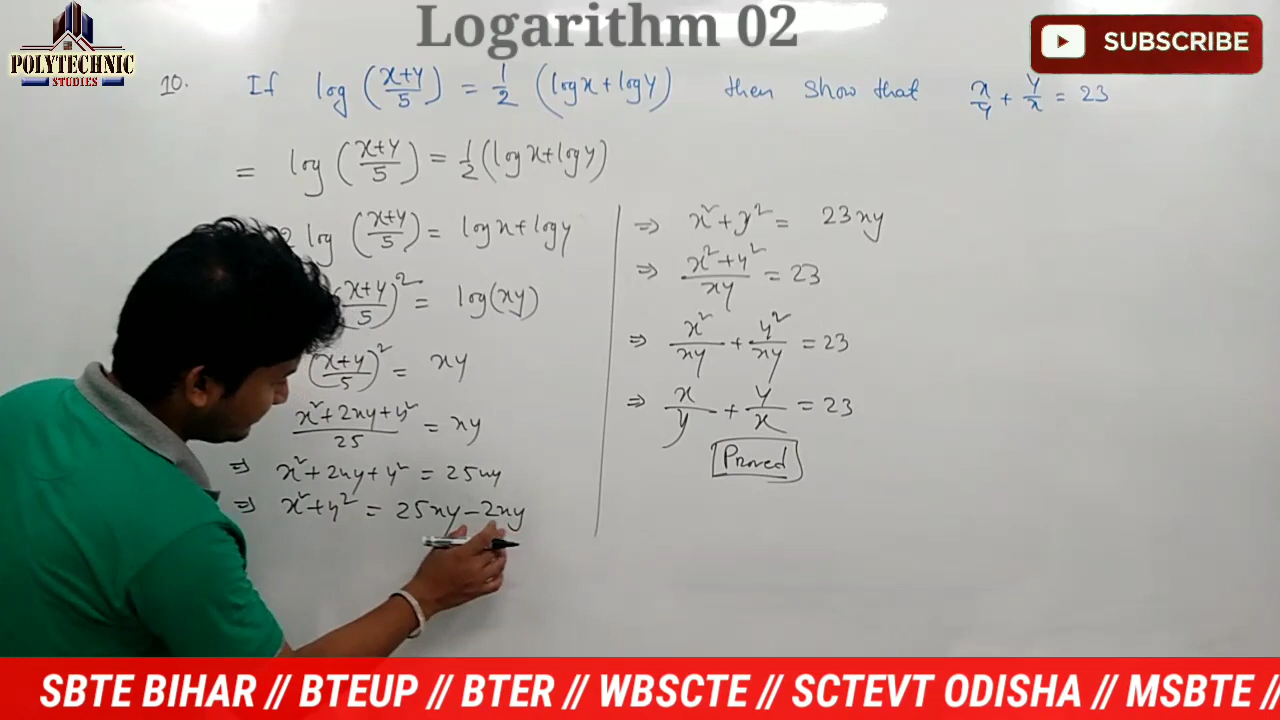 Logarithm 02
POLYTECHNIC
STUDIES
SUBSCRIBE
10. If log (x+y/5) = 1/2 (log x + log y) then show that x/y + y/x = 23
= log (x+y/5) = 1/2 (log x + log y)
2 log (x+y/5) = log x + log y
(x+y/5)² = log(xy)
(x+y/5)² = xy
x²+2xy+y²/25 = xy
⇒ x²+2xy+y² = 25xy
⇒ x²+y² = 25xy-2xy
⇒ x²+y² = 23xy
⇒ x²+y²/xy = 23
⇒ x²/xy + y²/xy = 23
⇒ x/y + y/x = 23
Proved
SBTE BIHAR // BTEUP // BTER // WBSCTE // SCTEVT ODISHA // MSBTE //